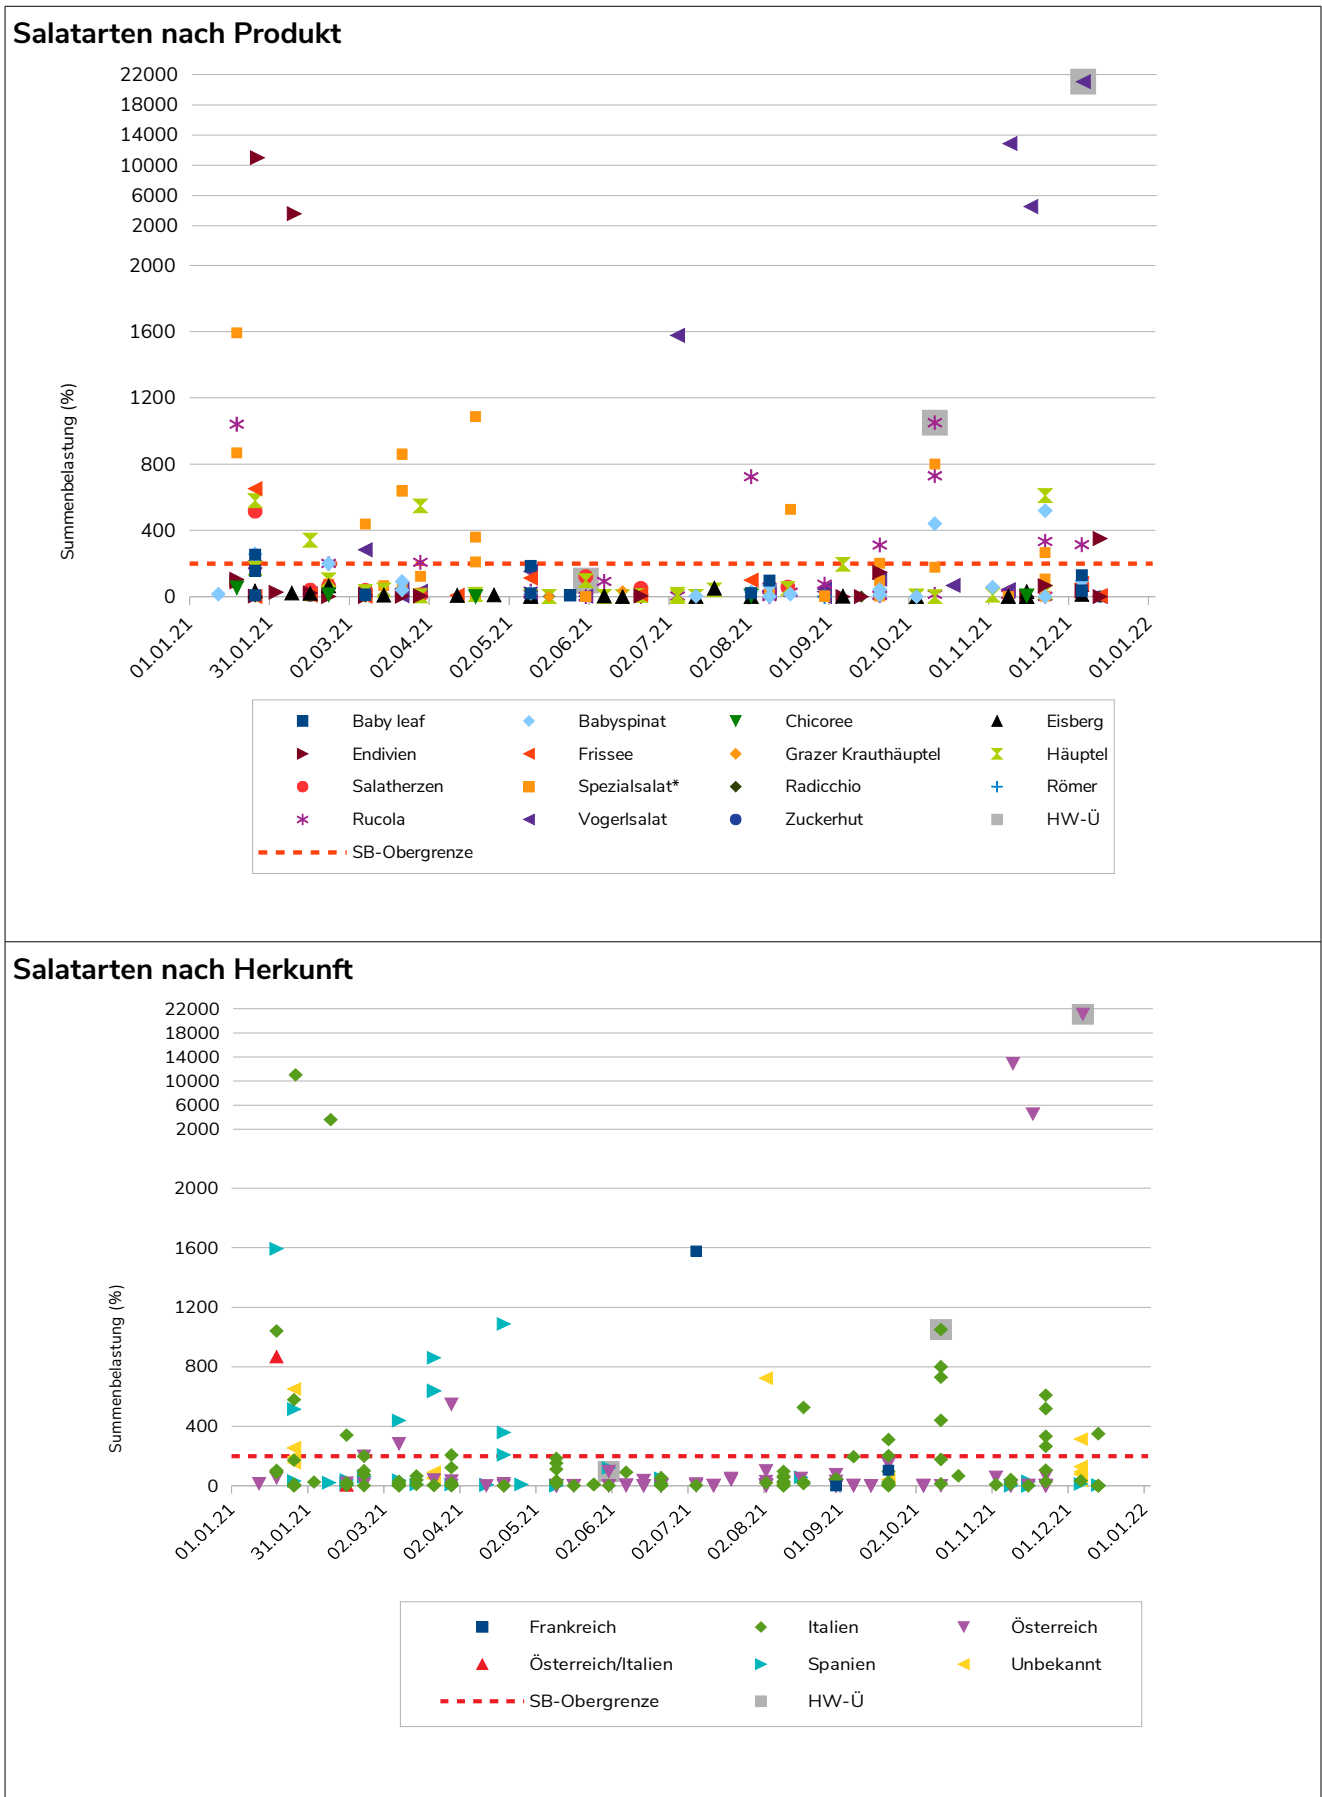 Salatarten nach Produkt
22000
18000
14000
10000
6000
2000
2000
1600
1200
800
400
0
Summenbelastung (%)
01.01.21
31.01.21
02.03.21
02.04.21
02.05.21
02.06.21
02.07.21
02.08.21
01.09.21
02.10.21
01.11.21
01.12.21
01.01.22
Baby leaf
Babyspinat
Chicoree
Eisberg
Endivien
Frissee
Grazer Krauthäuptel
Häuptel
Salatherzen
Spezialsalat*
Radicchio
Römer
Rucola
Vogerlsalat
Zuckerhut
HW-Ü
SB-Obergrenze
Salatarten nach Herkunft
22000
18000
14000
10000
6000
2000
2000
1600
1200
800
400
0
Summenbelastung (%)
01.01.21
31.01.21
02.03.21
02.04.21
02.05.21
02.06.21
02.07.21
02.08.21
01.09.21
02.10.21
01.11.21
01.12.21
01.01.22
Frankreich
Italien
Österreich
Österreich/Italien
Spanien
Unbekannt
SB-Obergrenze
HW-Ü